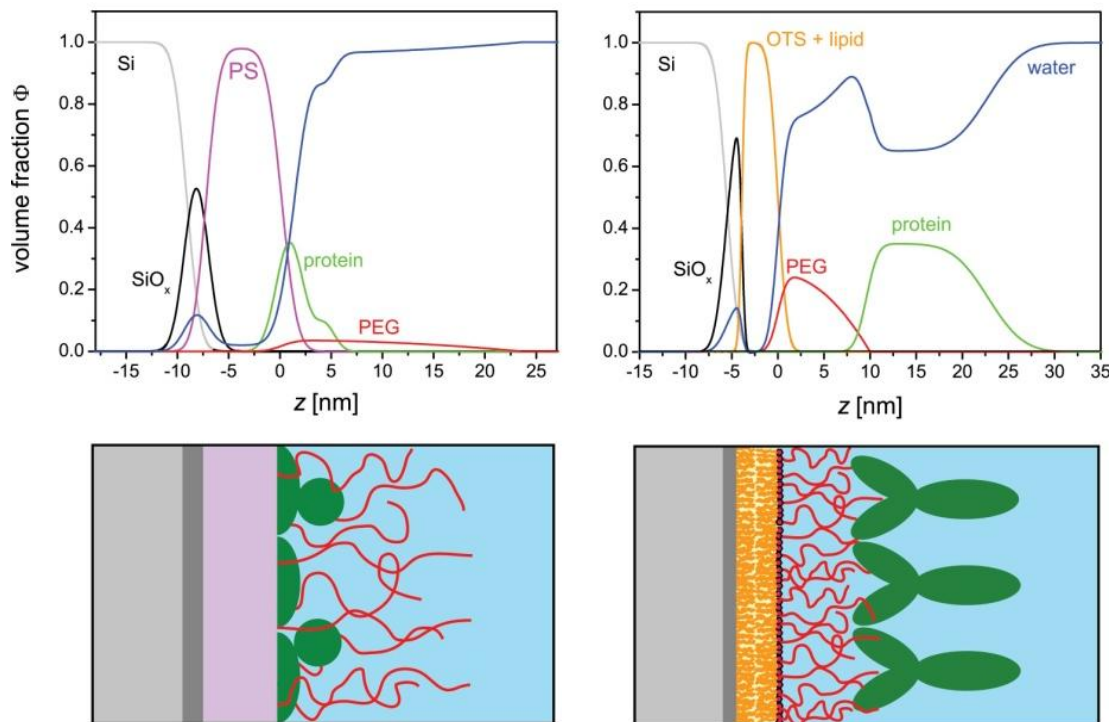 volume fraction Φ
1.0
0.8
0.6
0.4
0.2
0.0
Si
PS
SiOx
protein
PEG
-15 -10 -5 0 5 10 15 20 25
z [nm]
1.0
0.8
0.6
0.4
0.2
0.0
Si
OTS + lipid
water
SiOx
PEG
protein
-15 -10 -5 0 5 10 15 20 25 30 35
z [nm]